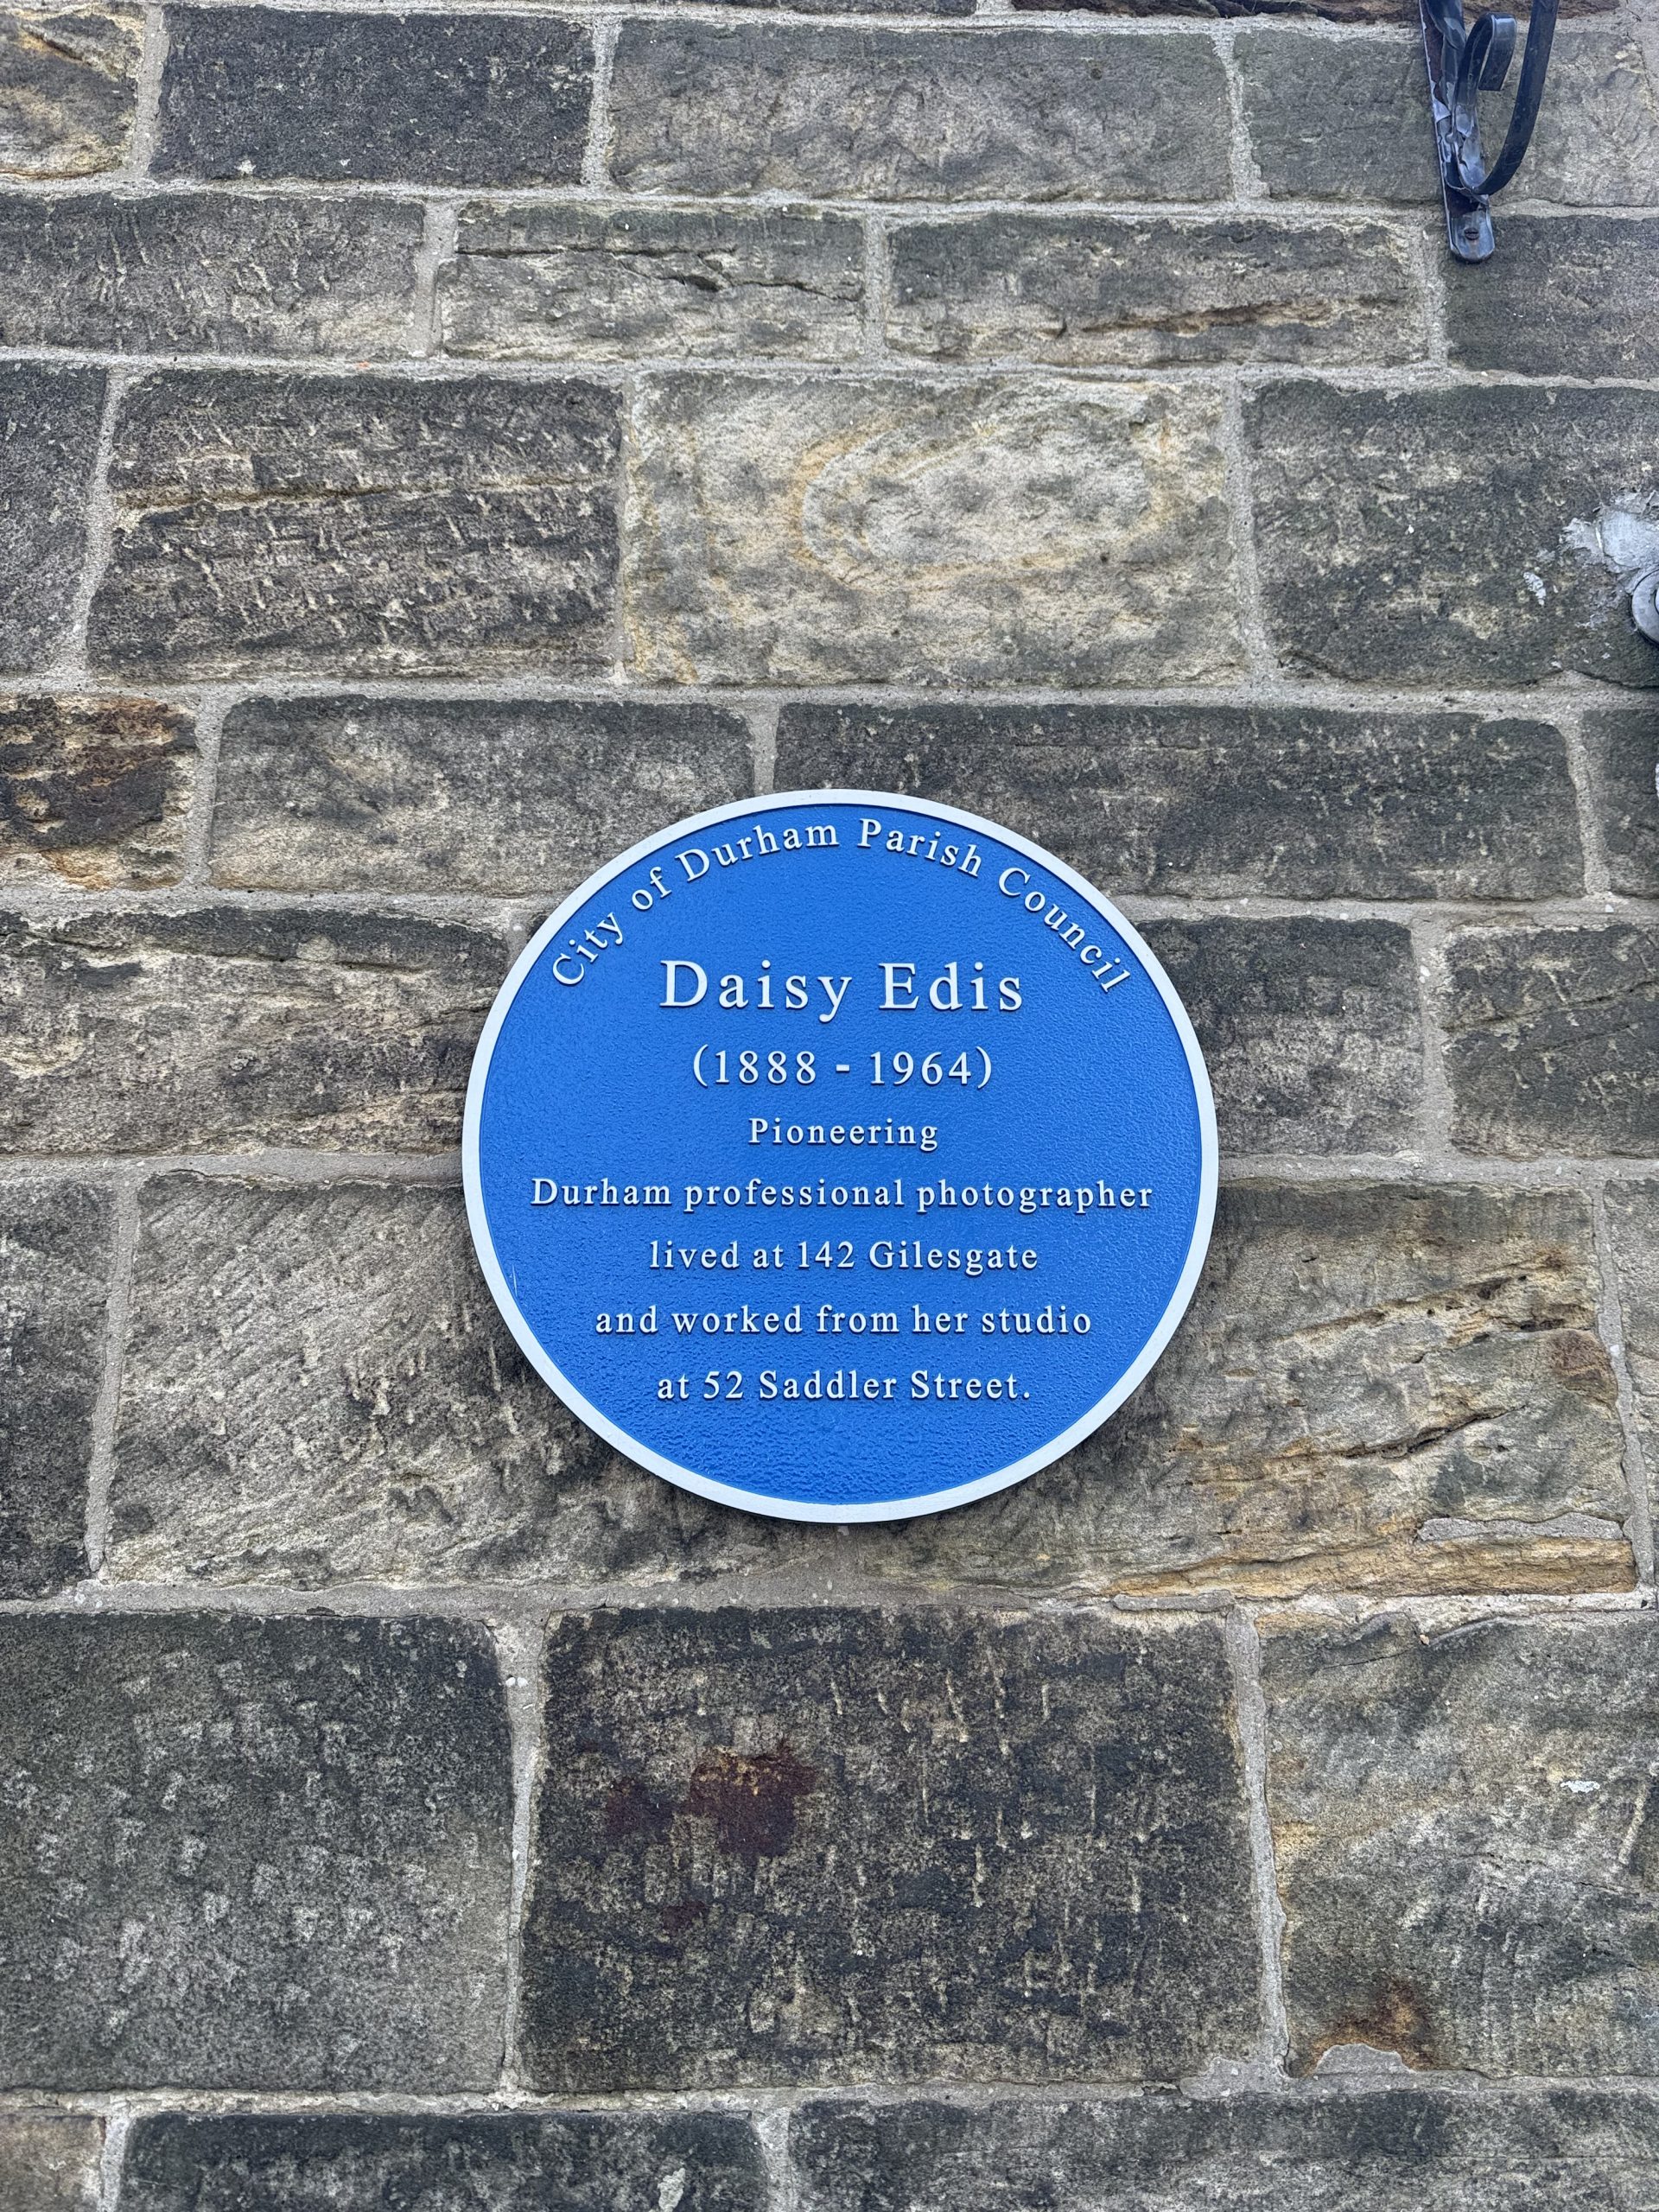 City of Durham Parish Council
Daisy Edis
(1888 - 1964)
Pioneering
Durham professional photographer
lived at 142 Gilesgate
and worked from her studio
at 52 Saddler Street.